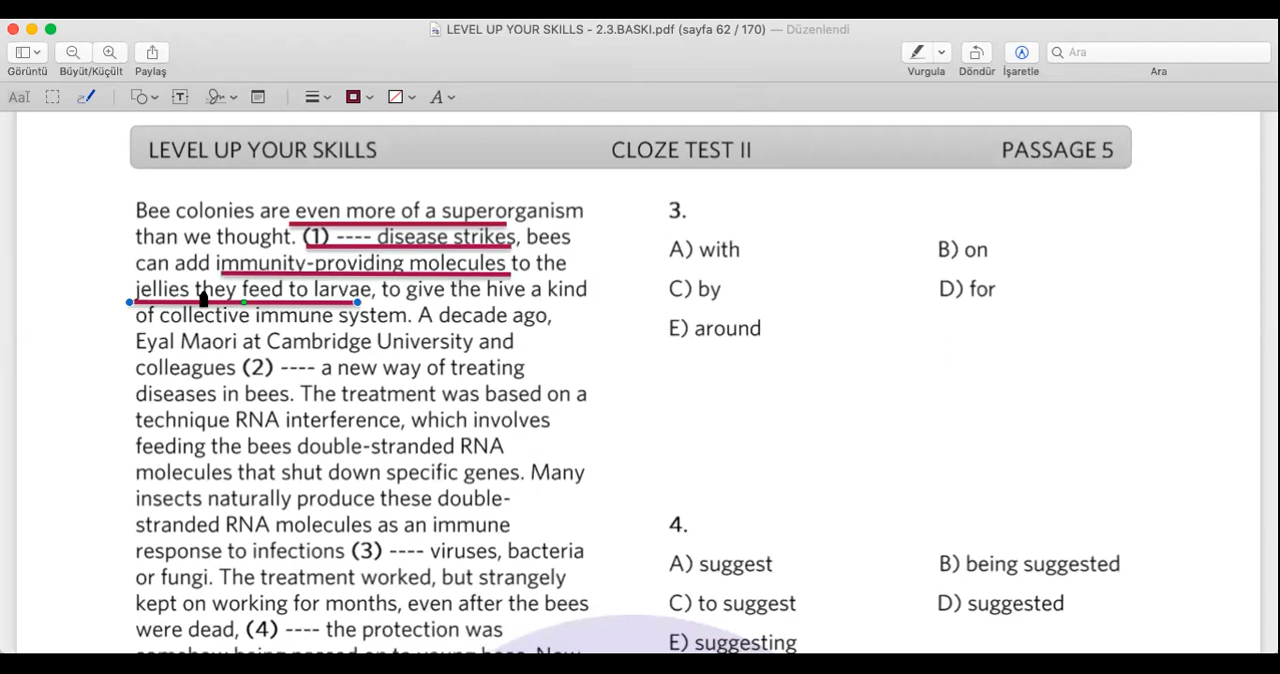 LEVEL UP YOUR SKILLS - 2.3.BASKI.pdf (sayfa 62 / 170) — Düzenlendi
Görüntü Büyüt/Küçült Paylaş Vurgula Döndür İşaretle Ara
Ara
LEVEL UP YOUR SKILLS CLOZE TEST II PASSAGE 5
Bee colonies are even more of a superorganism
than we thought. (1) ---- disease strikes, bees
can add immunity-providing molecules to the
jellies they feed to larvae, to give the hive a kind
of collective immune system. A decade ago,
Eyal Maori at Cambridge University and
colleagues (2) ---- a new way of treating
diseases in bees. The treatment was based on a
technique RNA interference, which involves
feeding the bees double-stranded RNA
molecules that shut down specific genes. Many
insects naturally produce these double-
stranded RNA molecules as an immune
response to infections (3) ---- viruses, bacteria
or fungi. The treatment worked, but strangely
kept on working for months, even after the bees
were dead, (4) ---- the protection was
3.
A) with B) on
C) by D) for
E) around
4.
A) suggest B) being suggested
C) to suggest D) suggested
E) suggesting